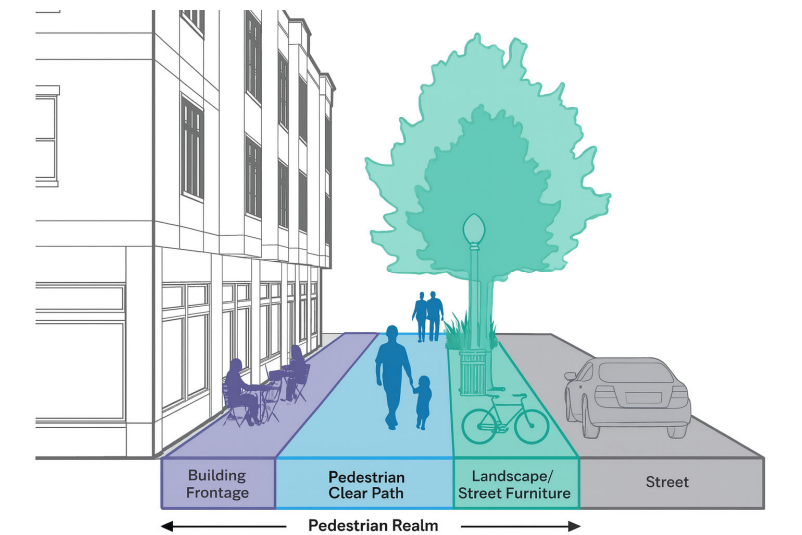 Building
Frontage
Pedestrian
Clear Path
Landscape/
Street Furniture
Street
Pedestrian Realm